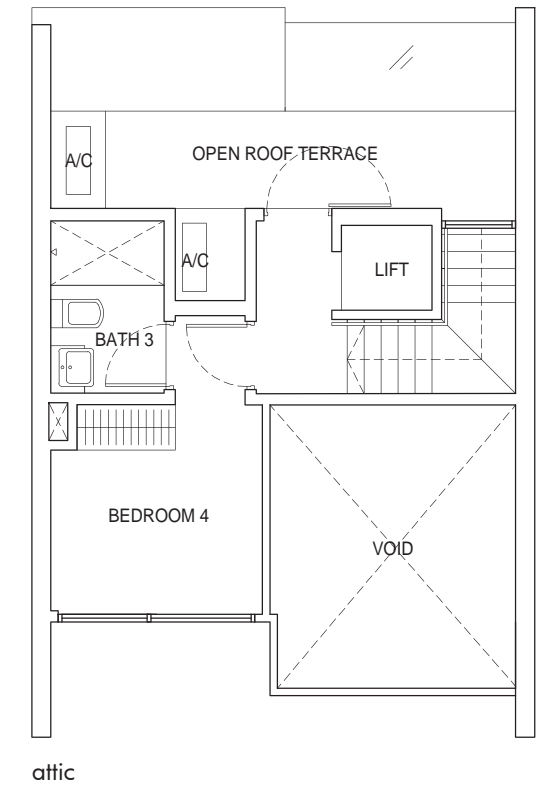 OPEN ROOF TERRACE
A/C
A/C
LIFT
BATH 3
BEDROOM 4
VOID
attic